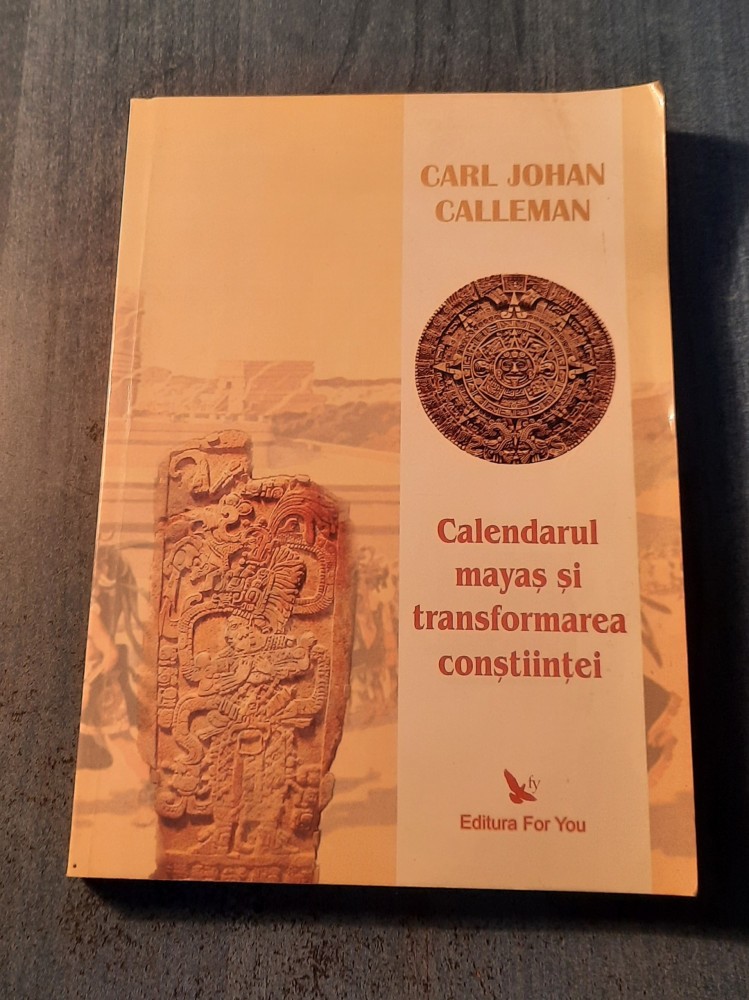 CARL JOHAN
CALLEMAN
Calendarul
mayaș și
transformarea
conștiinței
fy
Editura For You